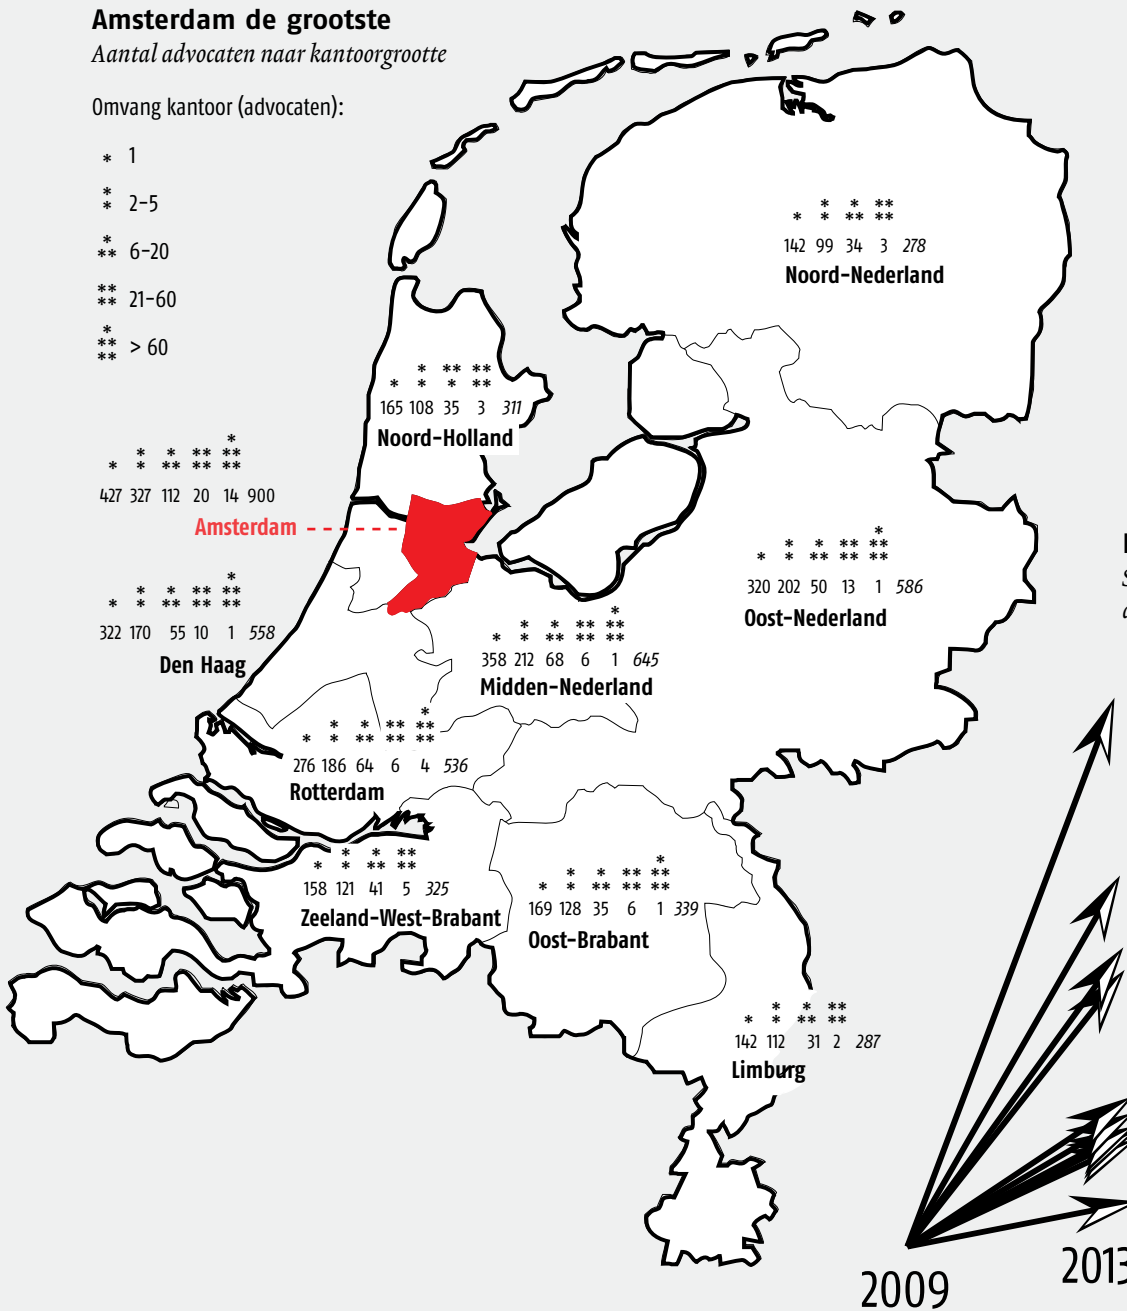 Amsterdam de grootste
Aantal advocaten naar kantoorgrootte
Omvang kantoor (advocaten):
* 1
** 2-5
*** 6-20
**** 21-60
***** > 60
142 99 34 3 278
Noord-Nederland
165 108 35 3 311
Noord-Holland
427 327 112 20 14 900
Amsterdam
320 202 50 13 1 586
Oost-Nederland
322 170 55 10 1 558
Den Haag
358 212 68 6 1 645
Midden-Nederland
276 186 64 6 4 536
Rotterdam
158 121 41 5 325
Zeeland-West-Brabant
169 128 35 6 1 339
Oost-Brabant
142 112 31 2 287
Limburg
2009
2013